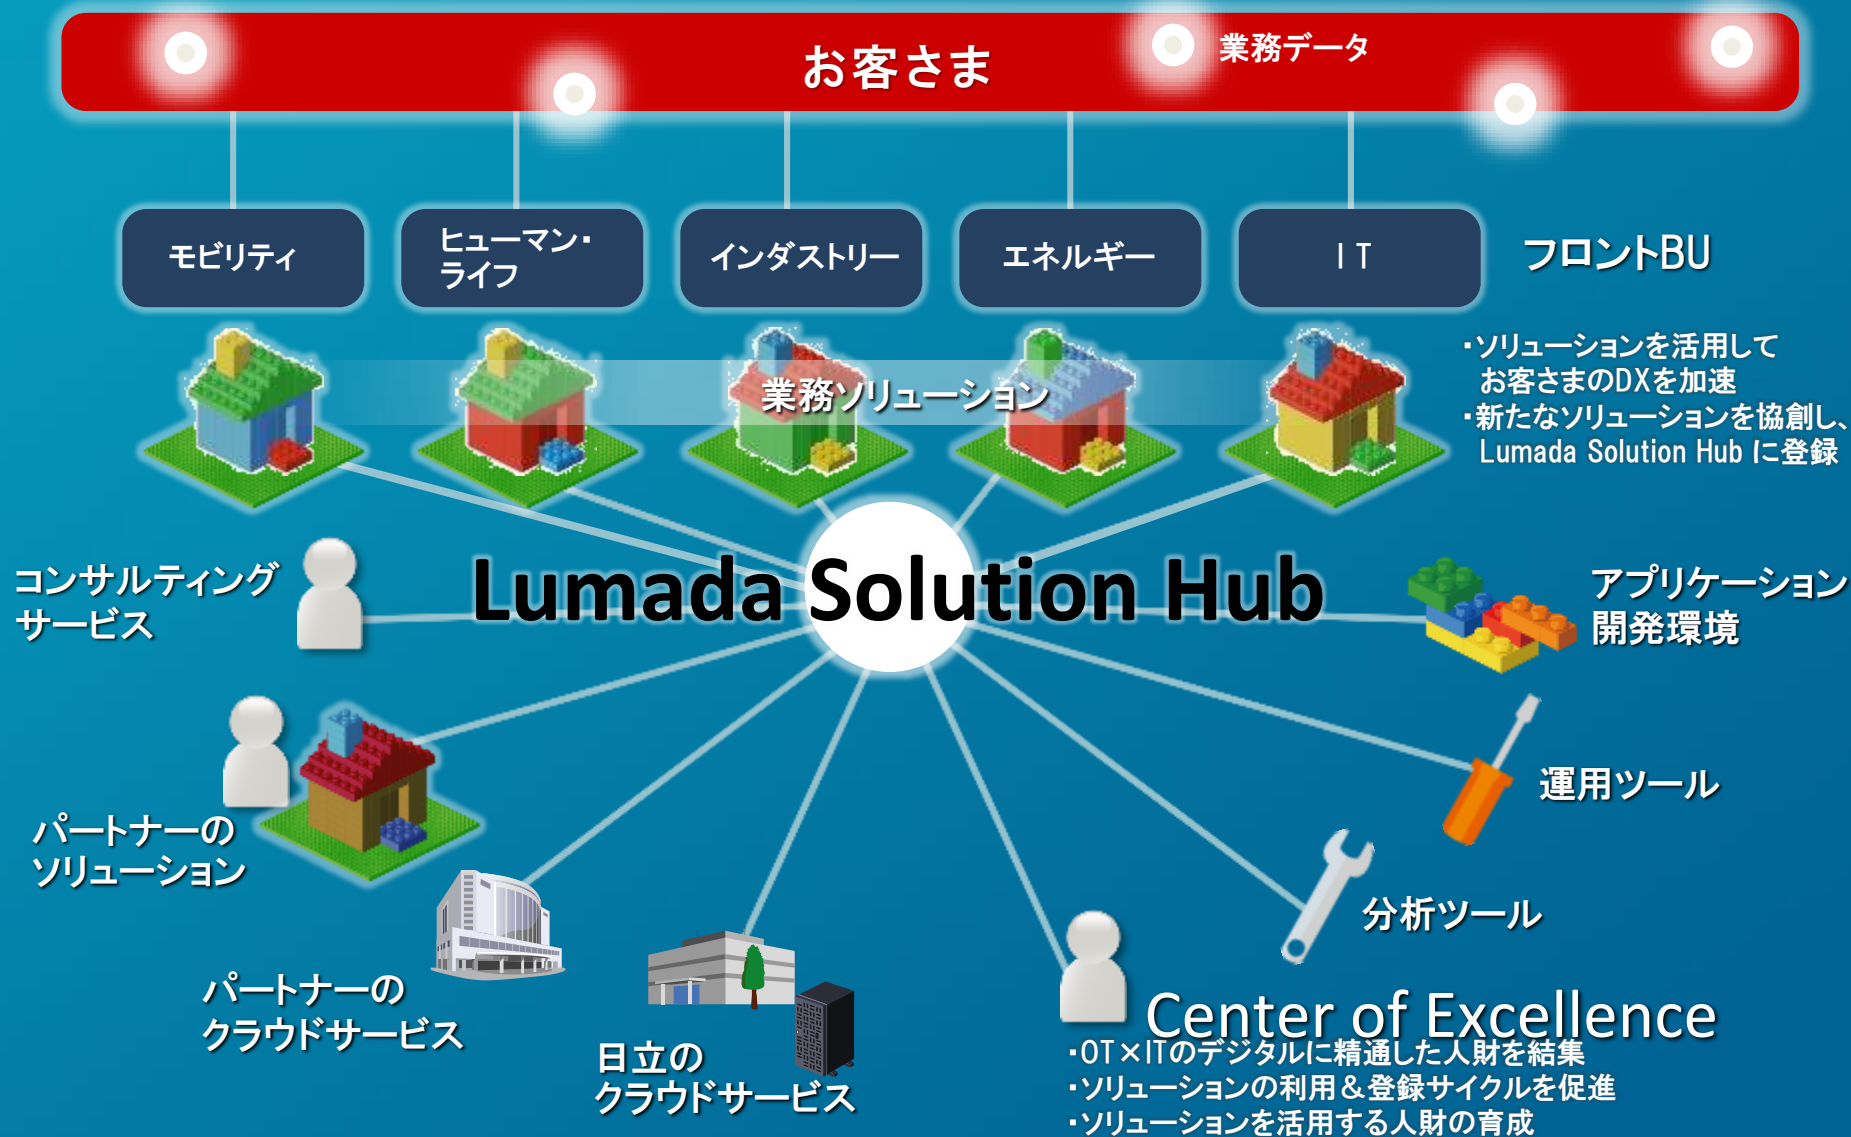 お客さま
業務データ
モビリティ
ヒューマン・
ライフ
インダストリー
エネルギー
IT
フロントBU
業務ソリューション
・ソリューションを活用して
お客さまのDXを加速
・新たなソリューションを協創し、
Lumada Solution Hub に登録
Lumada Solution Hub
コンサルティング
サービス
アプリケーション
開発環境
パートナーの
ソリューション
運用ツール
分析ツール
パートナーの
クラウドサービス
日立の
クラウドサービス
Center of Excellence
・OT×ITのデジタルに精通した人財を結集
・ソリューションの利用＆登録サイクルを促進
・ソリューションを活用する人財の育成